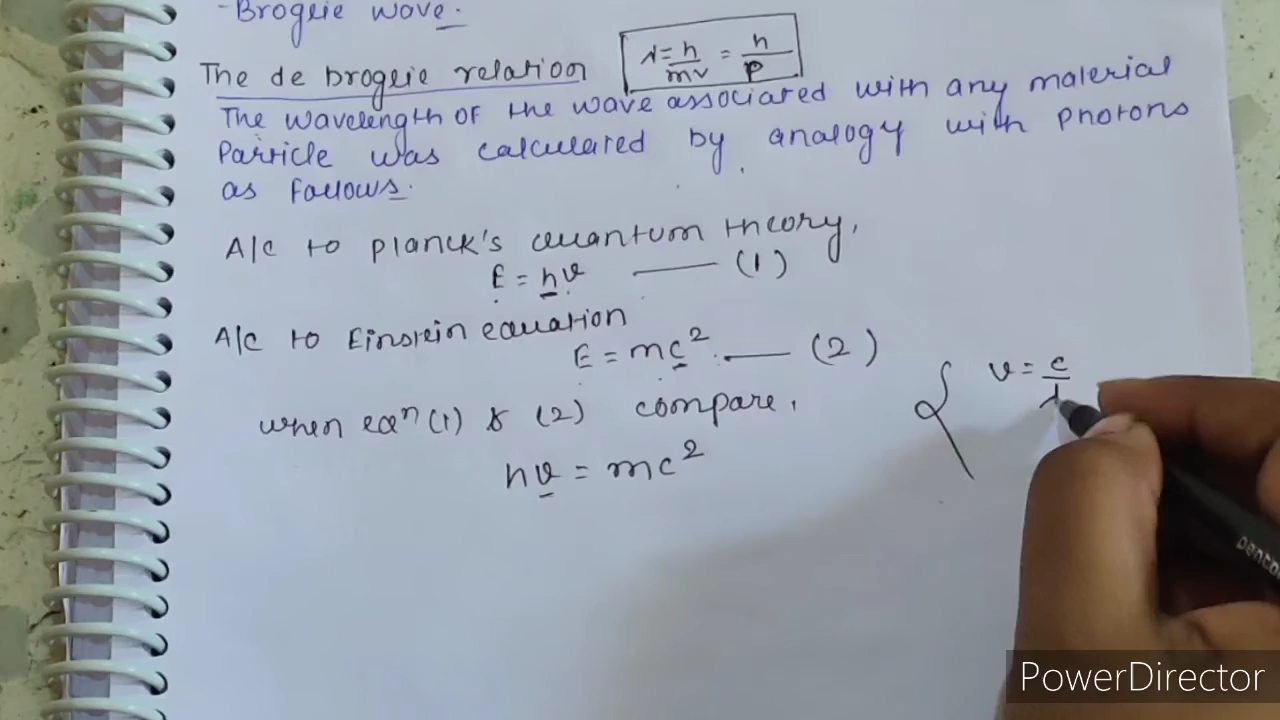 -Broglie wave.
The de broglie relation λ=h/mv = h/p
The wavelength of the wave associated with any material
Particle was calculated by analogy with photons
as follows.
A/c to planck's quantum theory,
E = hν —— (1)
A/c to Einstein equation
E = mc² —— (2)
ν = c/λ
when eqⁿ (1) & (2) compare,
hν = mc²
pentonic
PowerDirector